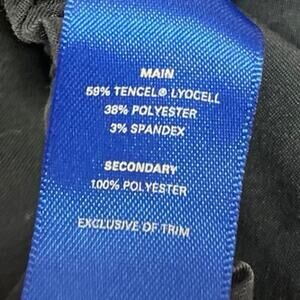 MAIN
59% TENCEL® LYOCELL
38% POLYESTER
3% SPANDEX
SECONDARY
100% POLYESTER
EXCLUSIVE OF TRIM